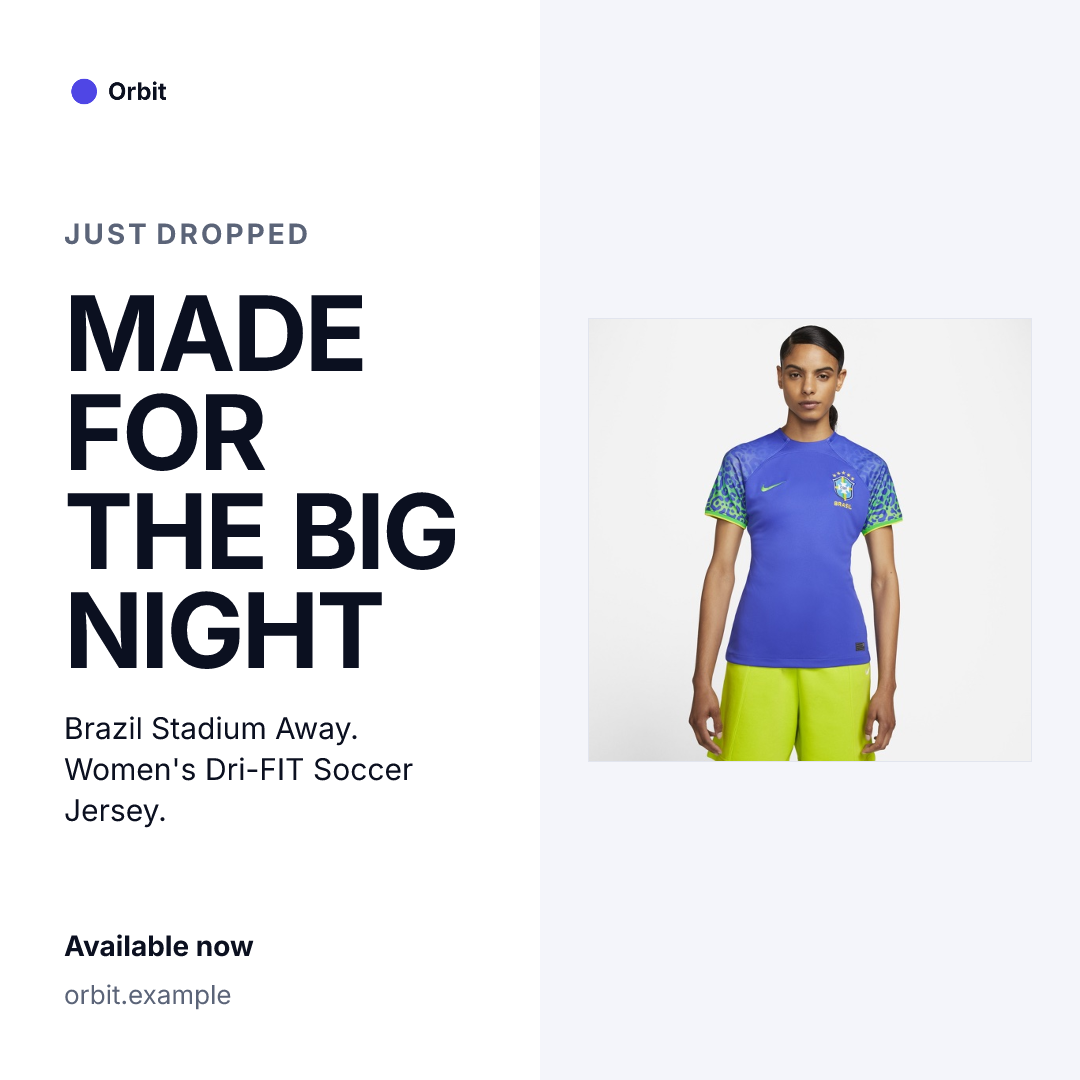 Orbit
JUST DROPPED
MADE
FOR
THE BIG
NIGHT
Brazil Stadium Away.
Women's Dri-FIT Soccer
Jersey.
BRASIL
Available now
orbit.example